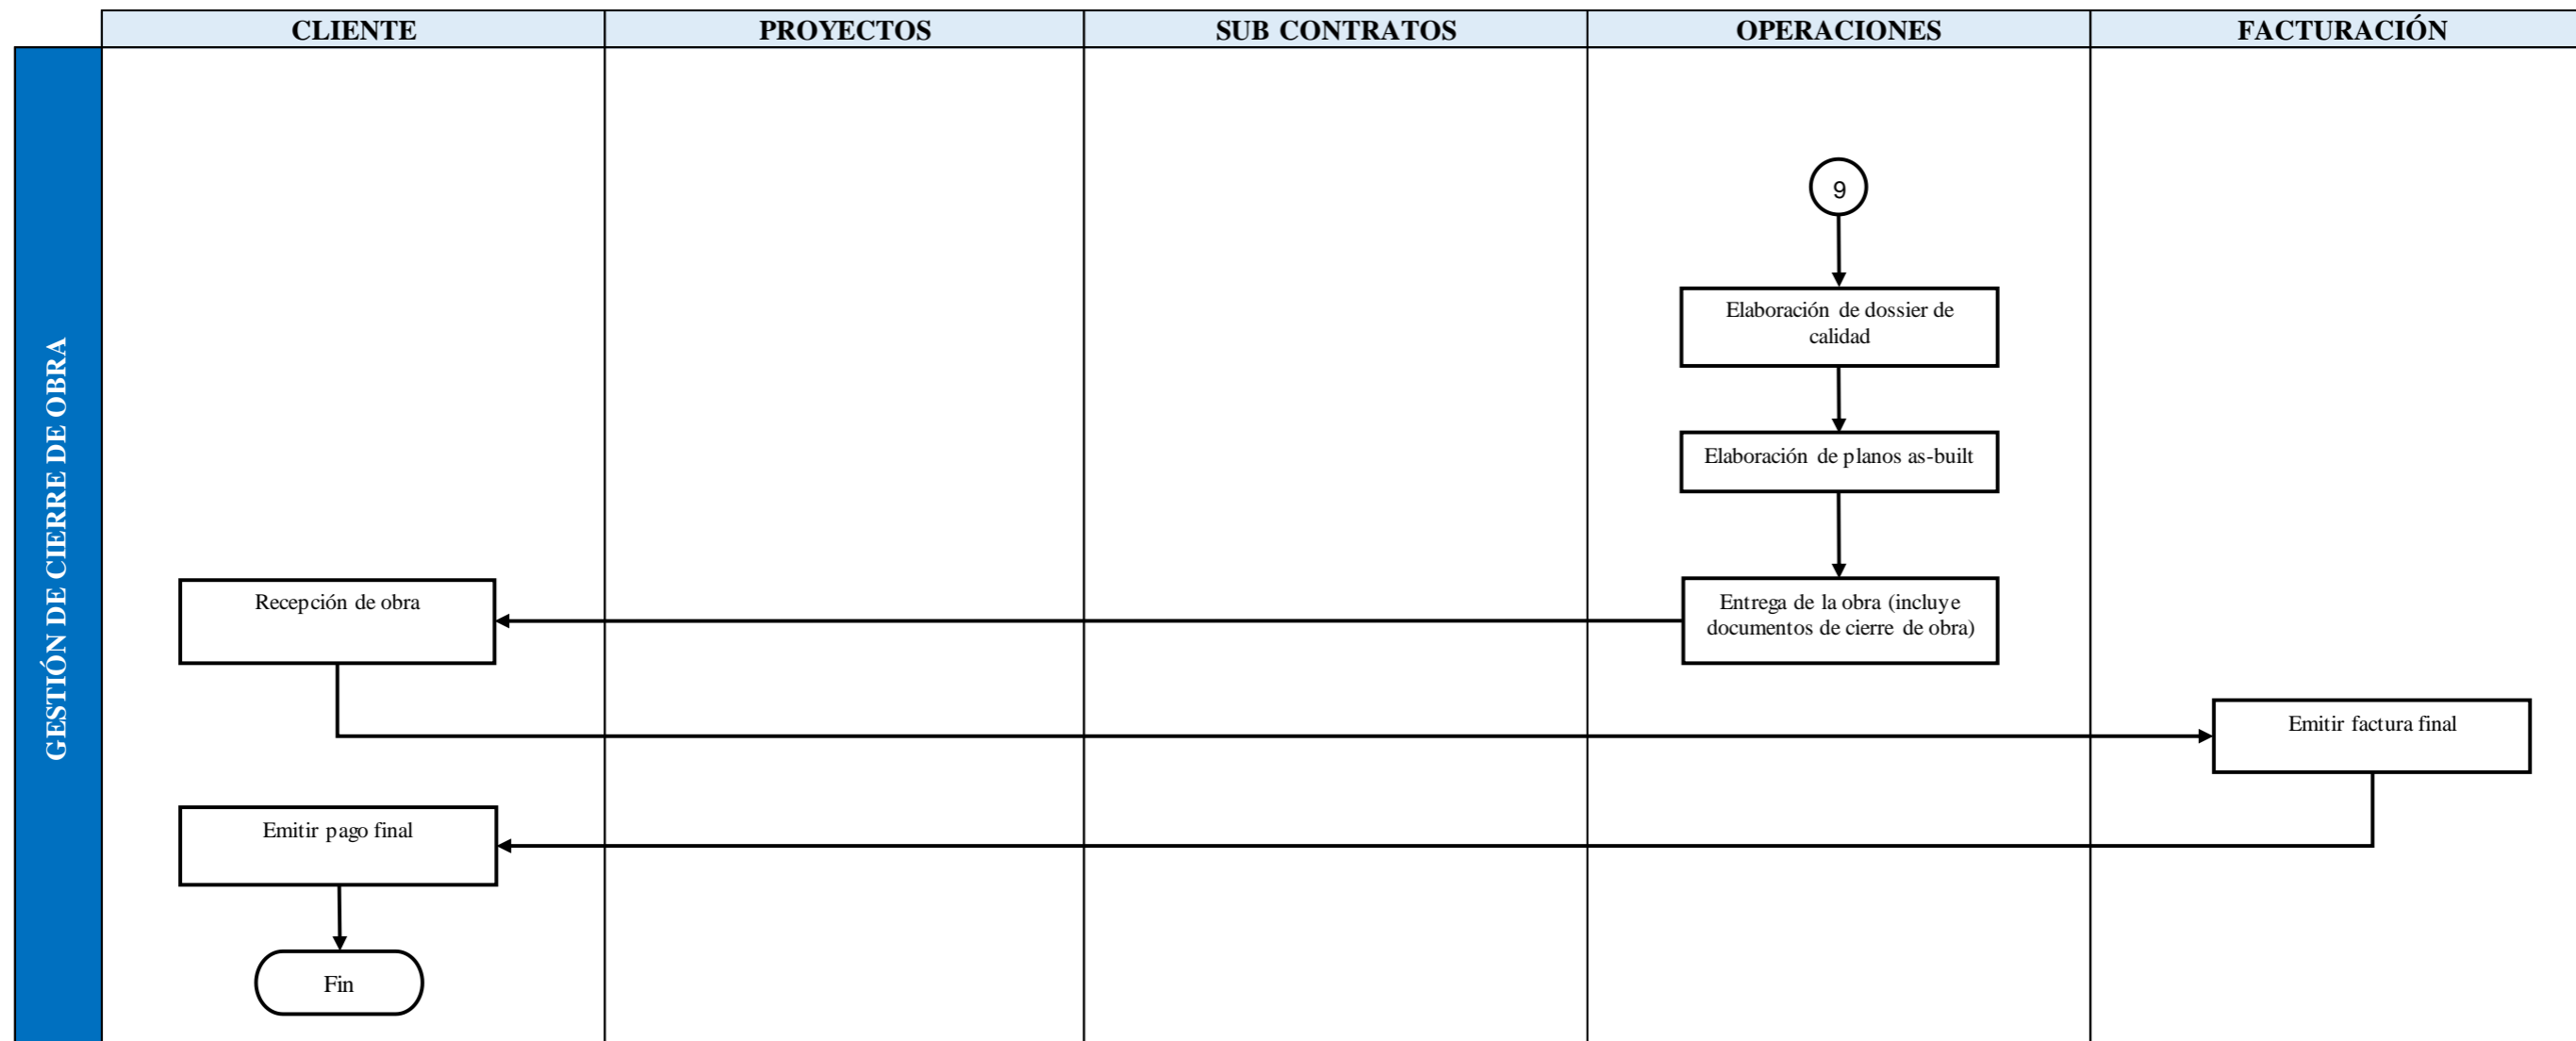 CLIENTE
PROYECTOS
SUB CONTRATOS
OPERACIONES
FACTURACIÓN
GESTIÓN DE CIERRE DE OBRA
9
Elaboración de dossier de
calidad
Elaboración de planos as-built
Entrega de la obra (incluye
documentos de cierre de obra)
Recepción de obra
Emitir factura final
Emitir pago final
Fin